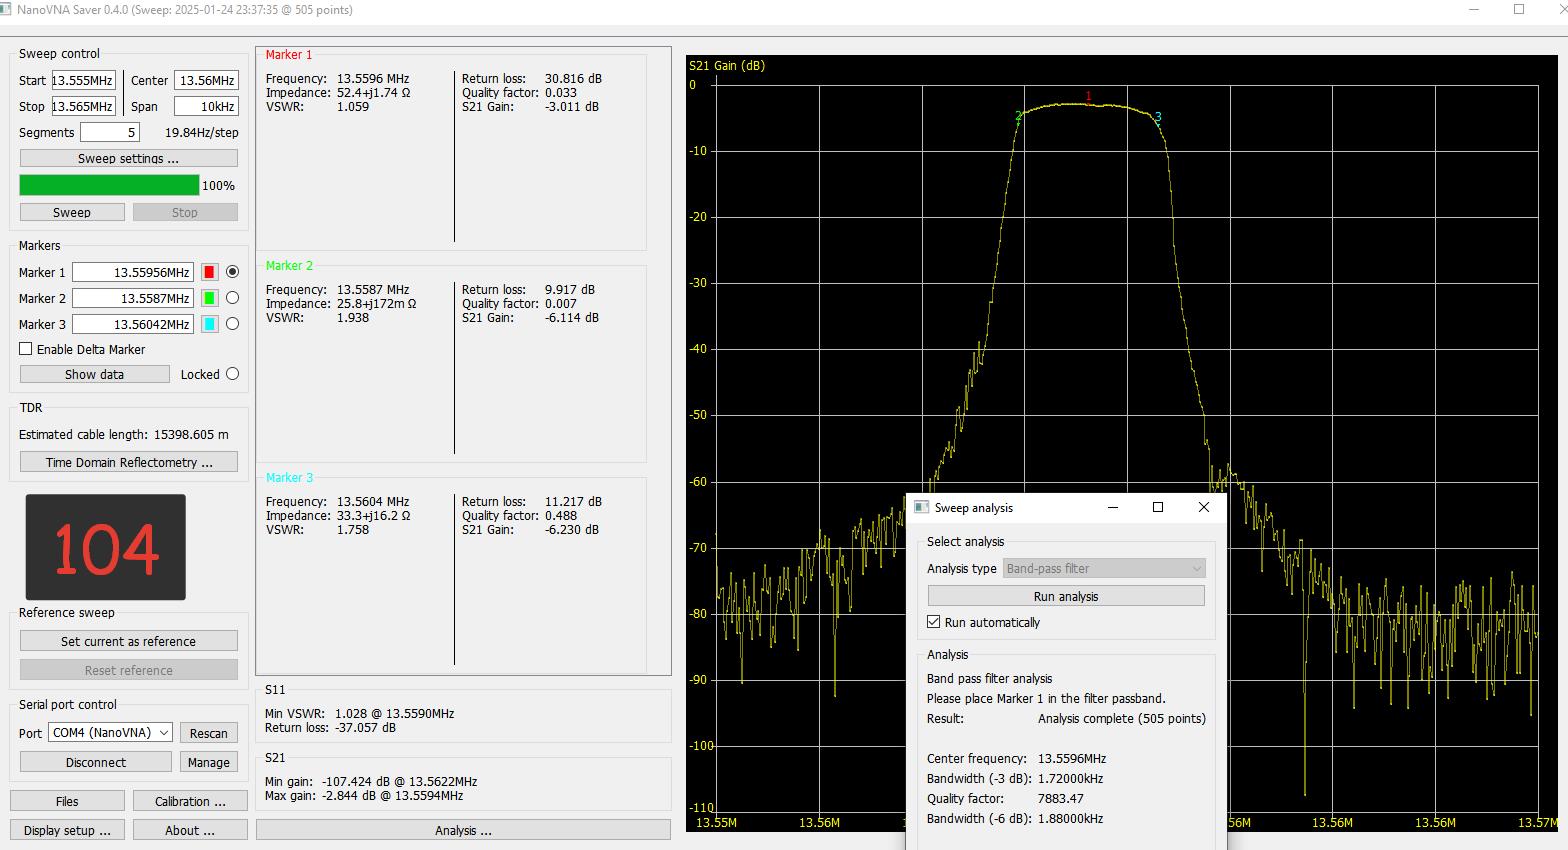 NanoVNA Saver 0.4.0 (Sweep: 2025-01-24 23:37:35 @ 505 points)
Sweep control
Start 13.555MHz Center 13.56MHz
Stop 13.565MHz Span 10kHz
Segments 5 19.84Hz/step
Sweep settings ...
100%
Sweep Stop
Markers
Marker 1 13.55956MHz
Marker 2 13.5587MHz
Marker 3 13.56042MHz
Enable Delta Marker
Show data Locked
TDR
Estimated cable length: 15398.605 m
Time Domain Reflectometry ...
104
Reference sweep
Set current as reference
Reset reference
Serial port control
Port COM4 (NanoVNA) Rescan
Disconnect Manage
Files Calibration ...
Display setup ... About ...
Marker 1
Frequency: 13.5596 MHz Return loss: 30.816 dB
Impedance: 52.4+j1.74 Ω Quality factor: 0.033
VSWR: 1.059 S21 Gain: -3.011 dB
Marker 2
Frequency: 13.5587 MHz Return loss: 9.917 dB
Impedance: 25.8+j172m Ω Quality factor: 0.007
VSWR: 1.938 S21 Gain: -6.114 dB
Marker 3
Frequency: 13.5604 MHz Return loss: 11.217 dB
Impedance: 33.3+j16.2 Ω Quality factor: 0.488
VSWR: 1.758 S21 Gain: -6.230 dB
S11
Min VSWR: 1.028 @ 13.5590MHz
Return loss: -37.057 dB
S21
Min gain: -107.424 dB @ 13.5622MHz
Max gain: -2.844 dB @ 13.5594MHz
Analysis ...
S21 Gain (dB)
0
1
2 3
-10
-20
-30
-40
-50
-60
-70
-80
-90
-100
-110
13.55M 13.56M 13.56M 13.56M 13.57M
Sweep analysis
Select analysis
Analysis type Band-pass filter
Run analysis
Run automatically
Analysis
Band pass filter analysis
Please place Marker 1 in the filter passband.
Result: Analysis complete (505 points)
Center frequency: 13.5596MHz
Bandwidth (-3 dB): 1.72000kHz
Quality factor: 7883.47
Bandwidth (-6 dB): 1.88000kHz